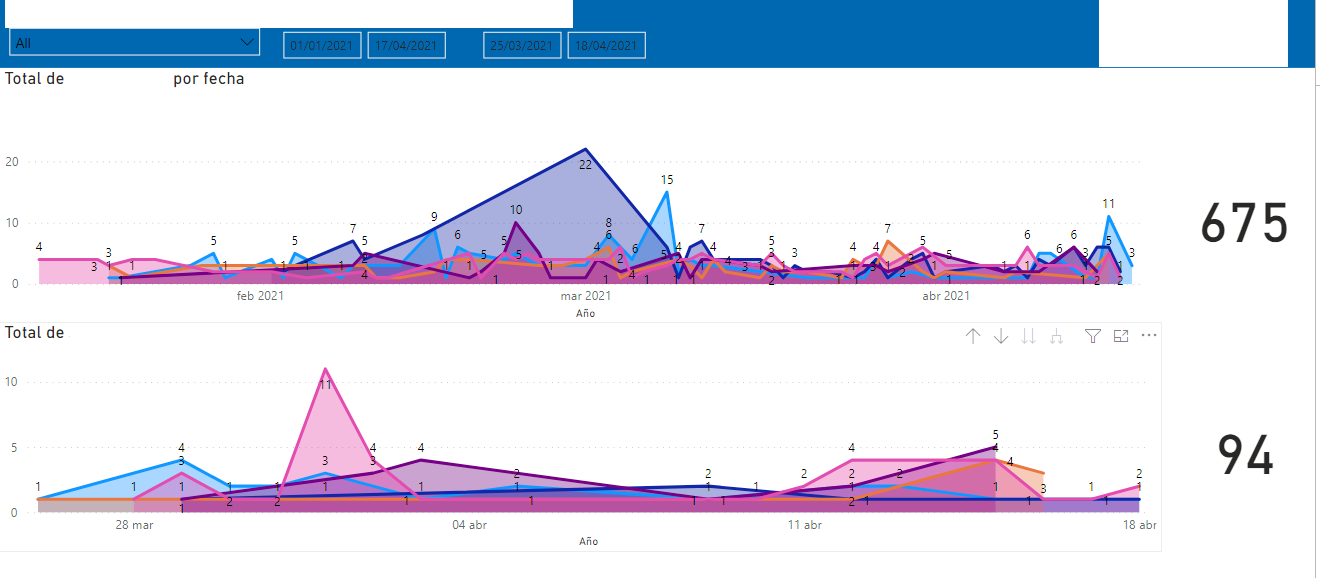 All
01/01/2021 17/04/2021 25/03/2021 18/04/2021
Total de por fecha
20
10
0
4 3 3 1 1 1 5 1 1 5 1 7 5 4 9 1 6 5 1 5 10 5 22 4 8 6 1 2 6 4 1 15 4 1 7 4 4 3 1 5 3 2 1 3 1 4 1 4 3 7 2 5 1 5 1 6 1 6 6 3 1 5 2 11 2 3
feb 2021 mar 2021 abr 2021
Año
675
Total de
10
5
0
1 1 4 3 1 1 2 1 2 11 3 1 4 3 4 1 2 1 2 1 1 1 2 1 4 2 1 2 1 2 5 4 4 1 3 1 1 1 2 1
28 mar 04 abr 11 abr 18 abr
Año
94